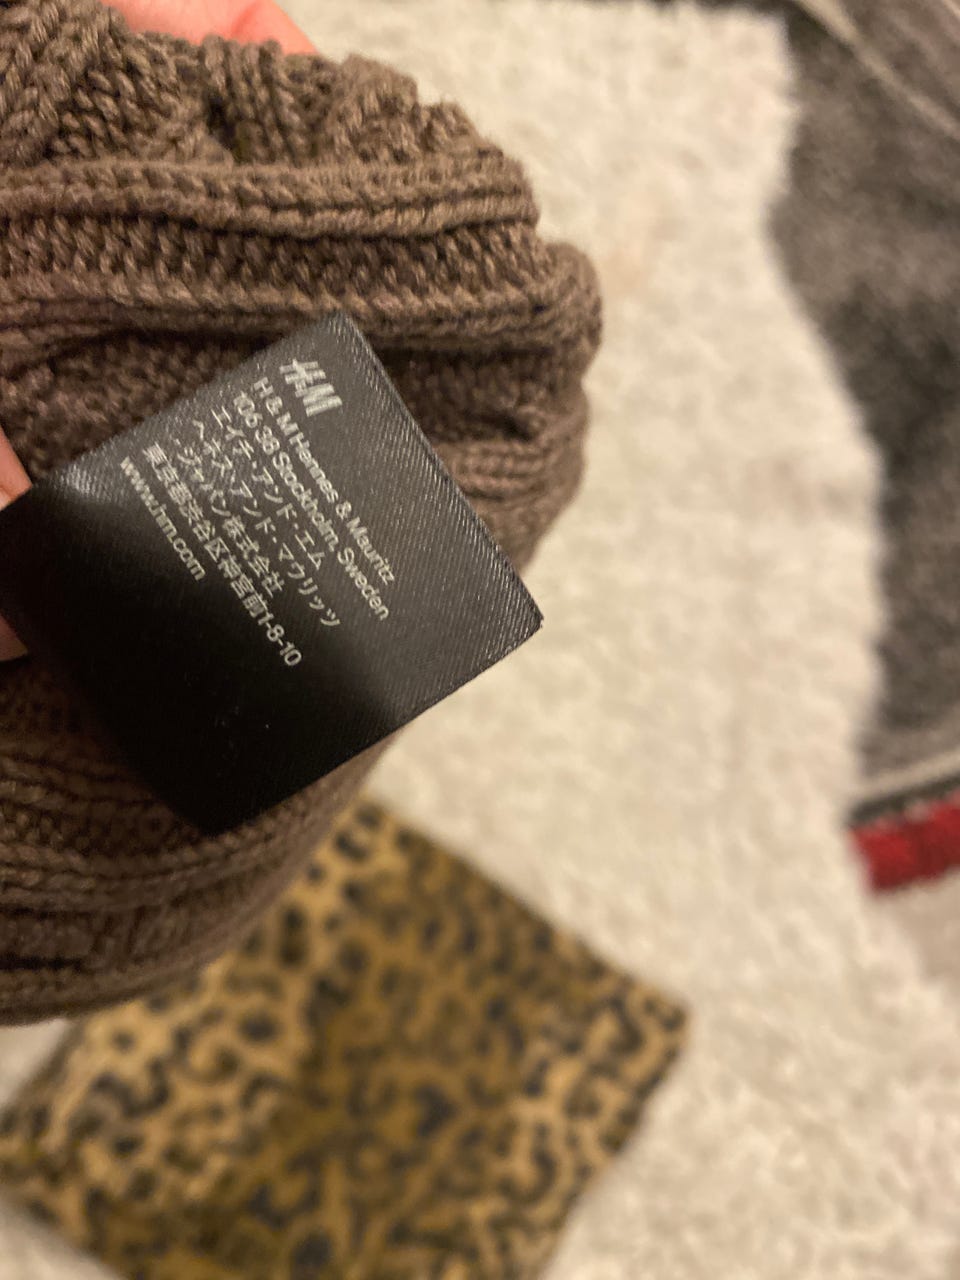 H&M
H & M Hennes & Mauritz
106 38 Stockholm, Sweden
エイチ・アンド・エム
ヘネス・アンド・マウリッツ
・ジャパン株式会社
東京都渋谷区神宮前1-8-10
www.hm.com